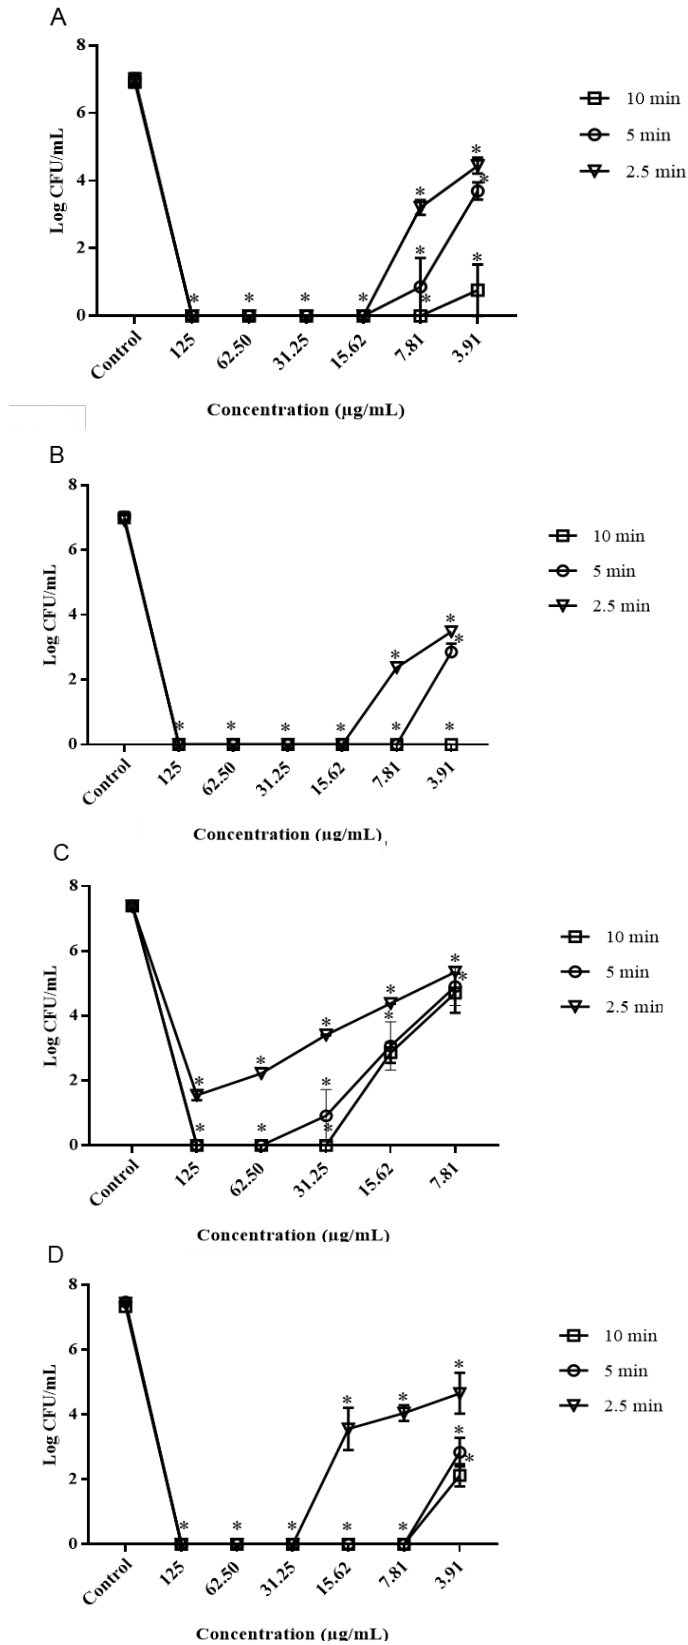 A
8
6
4
2
0
Log CFU/mL
* * * * * * * * * *
Control 125 62.50 31.25 15.62 7.81 3.91
Concentration (µg/mL)
10 min
5 min
2.5 min
B
8
6
4
2
0
Log CFU/mL
* * * * * * * * *
Control 125 62.50 31.25 15.62 7.81 3.91
Concentration (µg/mL)
10 min
5 min
2.5 min
C
8
6
4
2
0
Log CFU/mL
* * * * * * * * * *
Control 125 62.50 31.25 15.62 7.81
Concentration (µg/mL)
10 min
5 min
2.5 min
D
8
6
4
2
0
Log CFU/mL
* * * * * * * * * *
Control 125 62.50 31.25 15.62 7.81 3.91
Concentration (µg/mL)
10 min
5 min
2.5 min